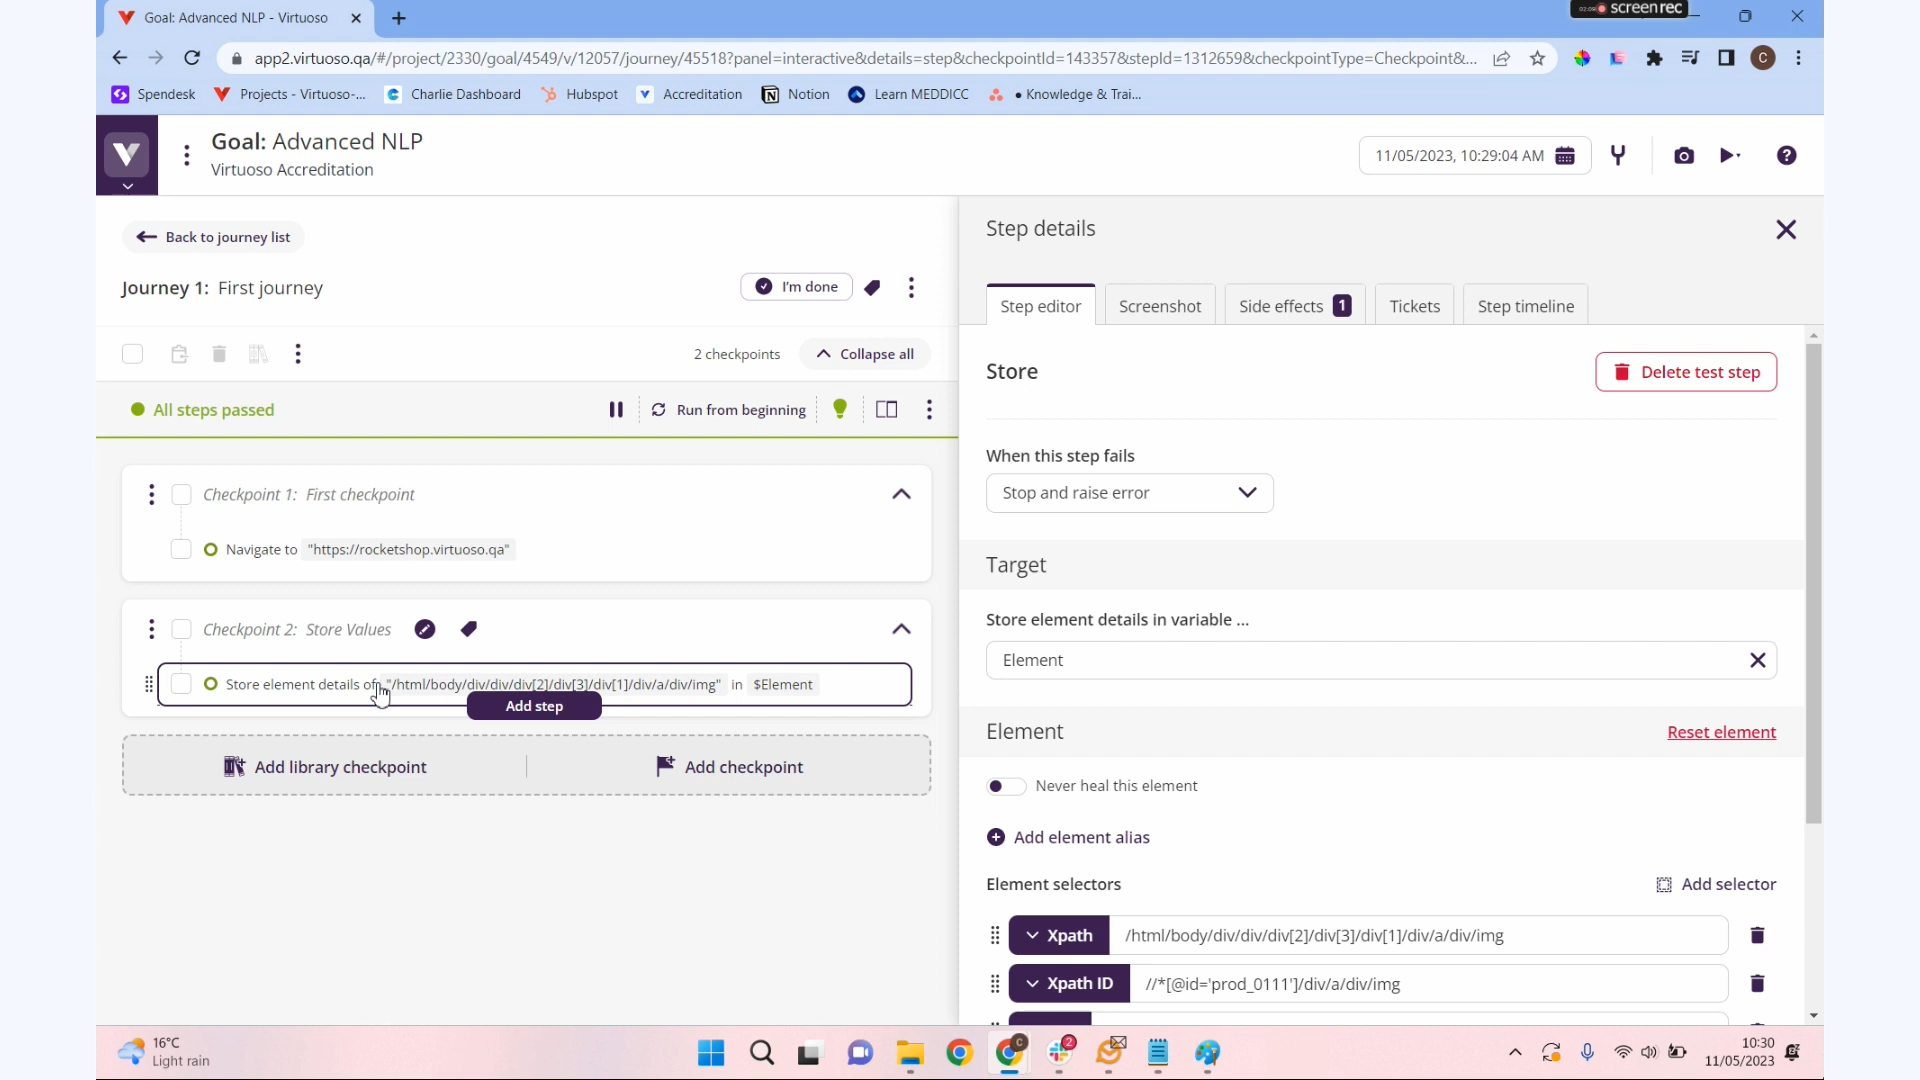 Goal: Advanced NLP - Virtuoso
screenrec
app2.virtuoso.qa/#/project/2330/goal/4549/v/12057/journey/45518?panel=interactive&details=step&checkpointId=143357&stepId=1312659&checkpointType=Checkpoint&...
C
Spendesk
Projects - Virtuoso-...
Charlie Dashboard
Hubspot
Accreditation
Notion
Learn MEDDICC
• Knowledge & Trai...
Goal: Advanced NLP
Virtuoso Accreditation
11/05/2023, 10:29:04 AM
Back to journey list
Journey 1: First journey
I'm done
2 checkpoints
Collapse all
All steps passed
Run from beginning
Checkpoint 1: First checkpoint
Navigate to "https://rocketshop.virtuoso.qa"
Checkpoint 2: Store Values
Store element details of "/html/body/div/div/div[2]/div[3]/div[1]/div/a/div/img" in $Element
Add step
Add library checkpoint
Add checkpoint
Step details
Step editor
Screenshot
Side effects 1
Tickets
Step timeline
Store
Delete test step
When this step fails
Stop and raise error
Target
Store element details in variable ...
Element
Element
Reset element
Never heal this element
Add element alias
Element selectors
Add selector
Xpath
/html/body/div/div/div[2]/div[3]/div[1]/div/a/div/img
Xpath ID
//*[@id='prod_0111']/div/a/div/img
16°C
Light rain
C
2
10:30
11/05/2023